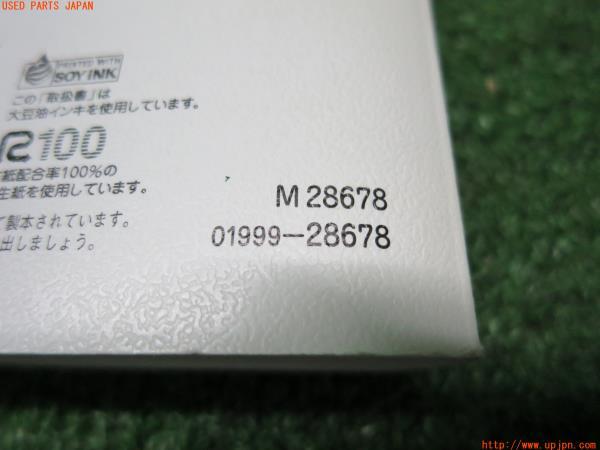 USED PARTS JAPAN
PRINTED WITH
SOY INK
この「取扱書」は
大豆油インキを使用しています。
R100
紙配合率100%の
生紙を使用しています。
て製本されています。
出しましょう。
M 28678
01999-28678
http://www.upjpn.com/